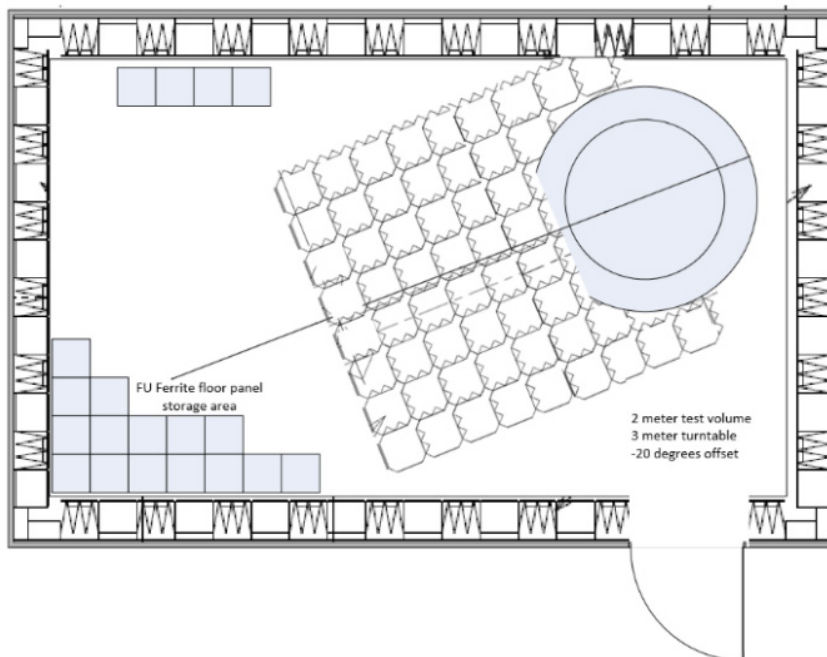 FU Ferrite floor panel
storage area
2 meter test volume
3 meter turntable
-20 degrees offset